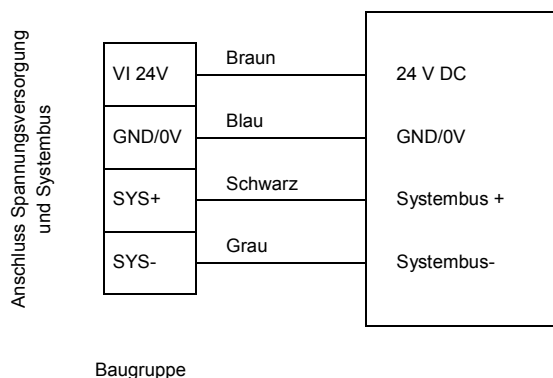 Anschluss Spannungsversorgung
und Systembus
VI 24V
Braun
24 V DC
GND/0V
Blau
GND/0V
SYS+
Schwarz
Systembus +
SYS-
Grau
Systembus-
Baugruppe